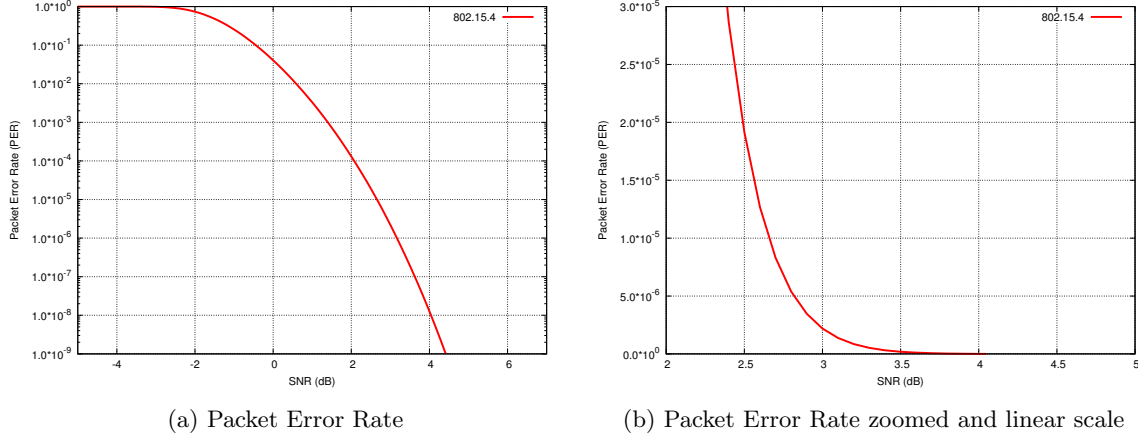 1.0*10^0
1.0*10^-1
1.0*10^-2
1.0*10^-3
1.0*10^-4
1.0*10^-5
1.0*10^-6
1.0*10^-7
1.0*10^-8
1.0*10^-9
Packet Error Rate (PER)
802.15.4
-4 -2 0 2 4 6
SNR (dB)
(a) Packet Error Rate
3.0*10^-5
2.5*10^-5
2.0*10^-5
1.5*10^-5
1.0*10^-5
5.0*10^-6
0.0*10^0
Packet Error Rate (PER)
802.15.4
2 2.5 3 3.5 4 4.5 5
SNR (dB)
(b) Packet Error Rate zoomed and linear scale